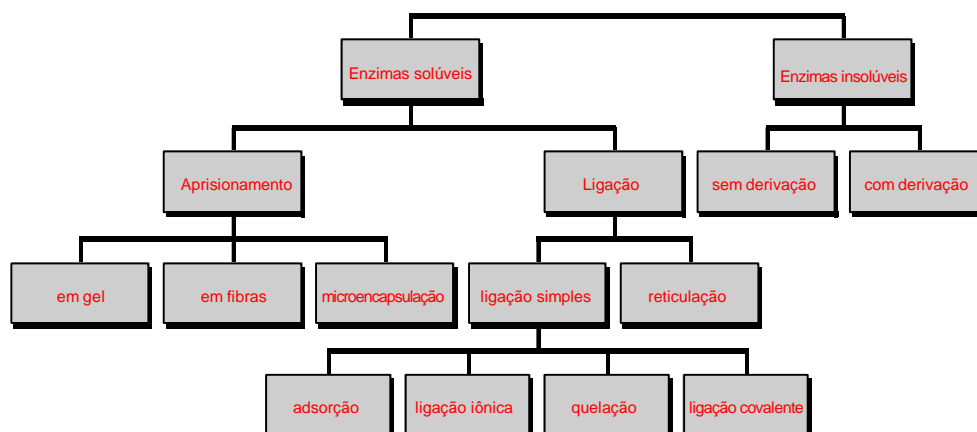 Enzimas solúveis
Enzimas insolúveis
Aprisionamento
Ligação
sem derivação
com derivação
em gel
em fibras
microencapsulação
ligação simples
reticulação
adsorção
ligação iônica
quelação
ligação covalente